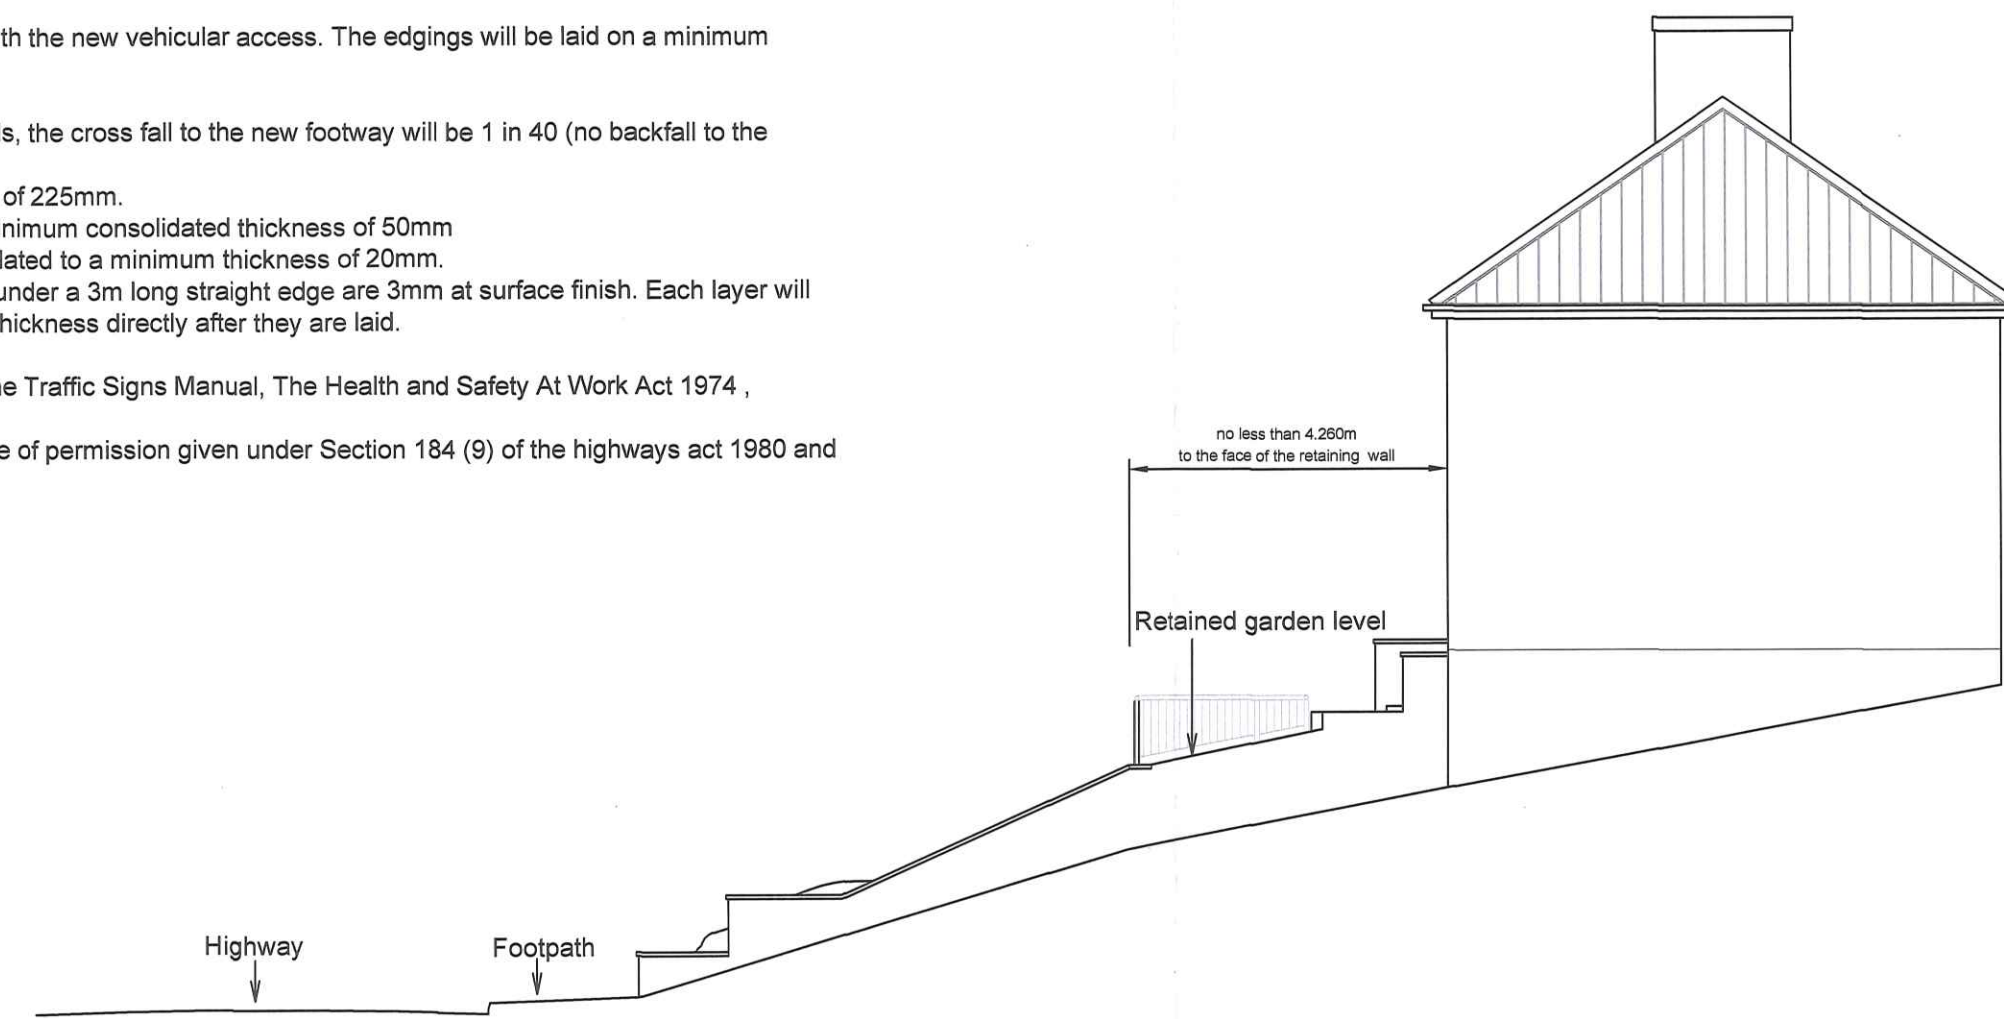 th the new vehicular access. The edgings will be laid on a minimum
s, the cross fall to the new footway will be 1 in 40 (no backfall to the
of 225mm.
nimum consolidated thickness of 50mm
lated to a minimum thickness of 20mm.
under a 3m long straight edge are 3mm at surface finish. Each layer will
hickness directly after they are laid.
e Traffic Signs Manual, The Health and Safety At Work Act 1974 ,
e of permission given under Section 184 (9) of the highways act 1980 and
no less than 4.260m
to the face of the retaining wall
Retained garden level
Highway
Footpath